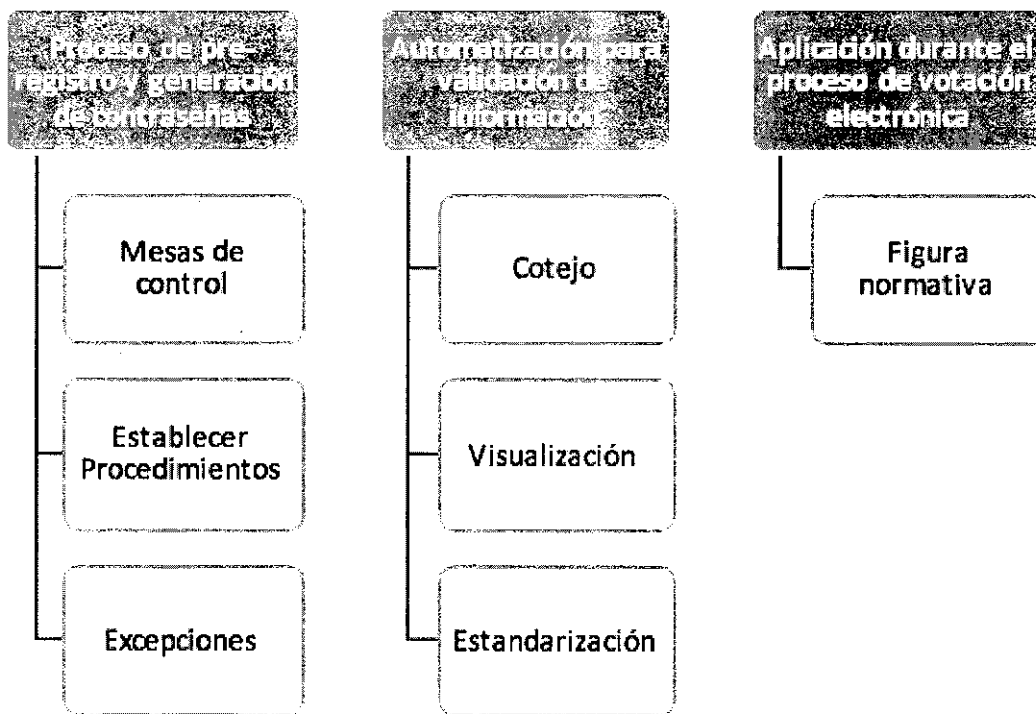 Proceso de pre-
registro y generación
de contraseñas
Mesas de
control
Establecer
Procedimientos
Excepciones
Automatización para
validación de
información
Cotejo
Visualización
Estandarización
Aplicación durante el
proceso de votación
electrónica
Figura
normativa